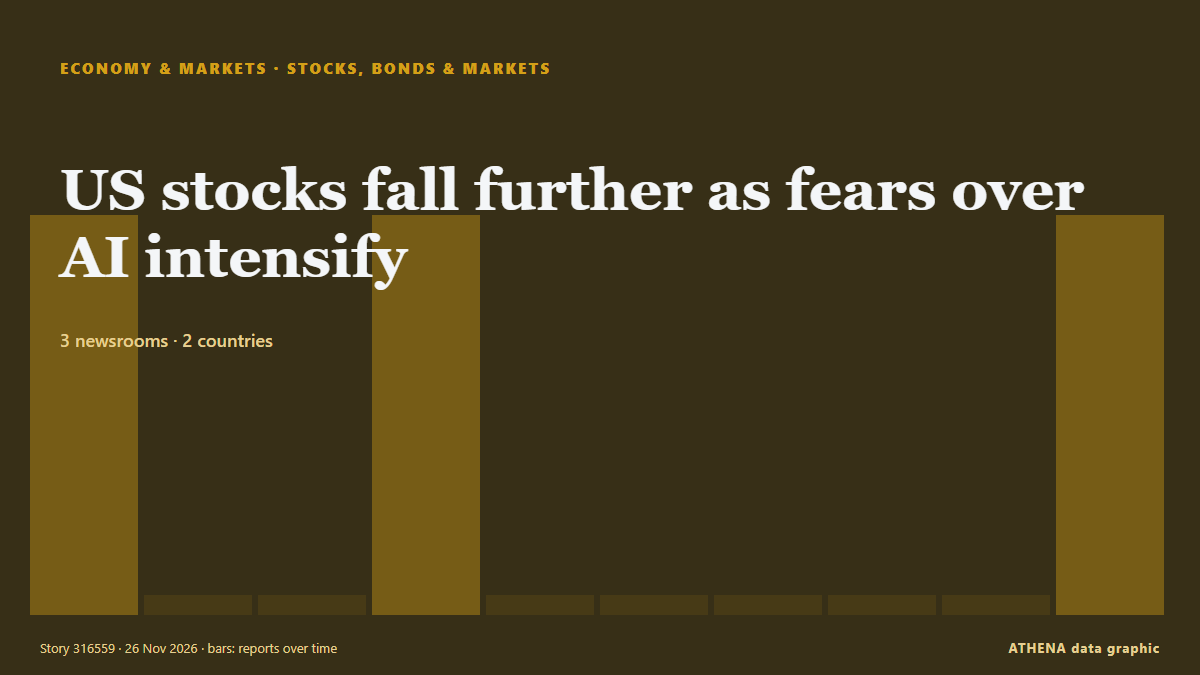 ECONOMY & MARKETS · STOCKS, BONDS & MARKETS
US stocks fall further as fears over
AI intensify
3 newsrooms · 2 countries
Story 316559 · 26 Nov 2026 · bars: reports over time
ATHENA data graphic